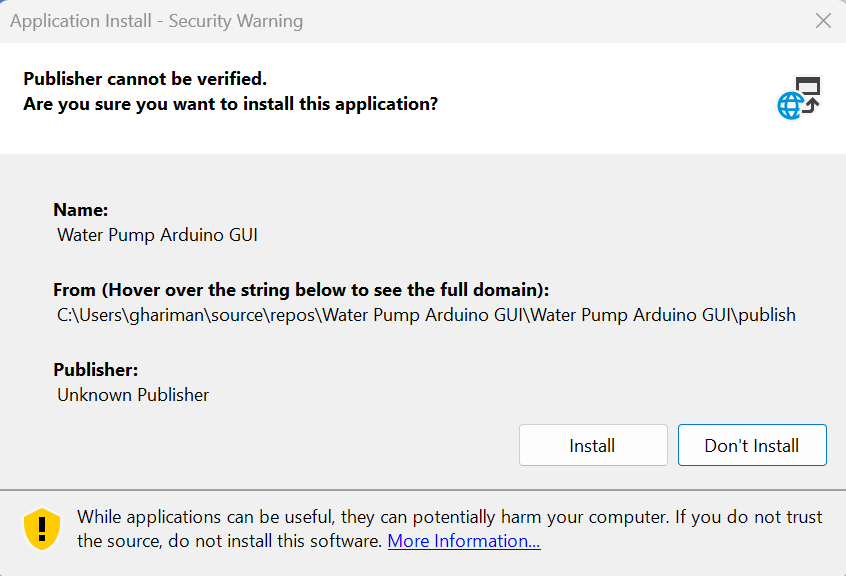 Application Install - Security Warning
Publisher cannot be verified.
Are you sure you want to install this application?
Name:
Water Pump Arduino GUI
From (Hover over the string below to see the full domain):
C:\Users\ghariman\source\repos\Water Pump Arduino GUI\Water Pump Arduino GUI\publish
Publisher:
Unknown Publisher
Install Don't Install
While applications can be useful, they can potentially harm your computer. If you do not trust
the source, do not install this software. More Information...